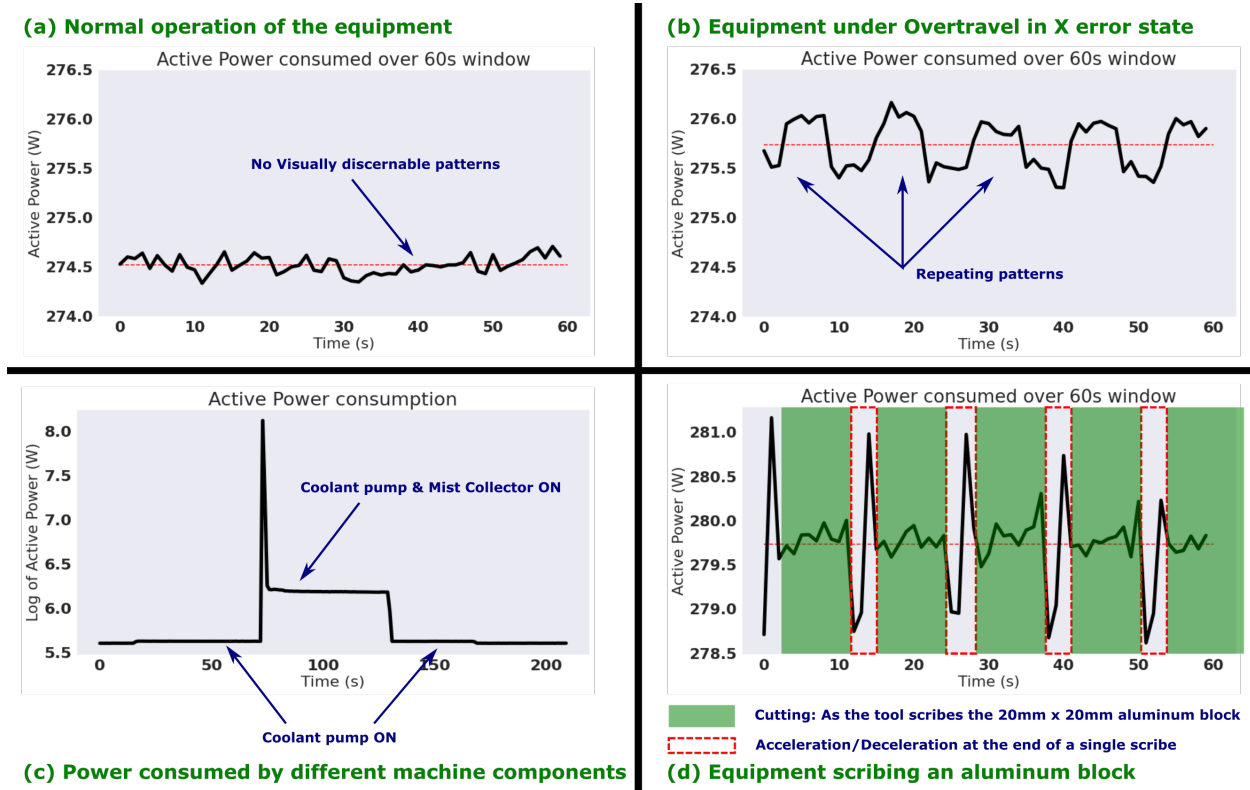 (a) Normal operation of the equipment
Active Power consumed over 60s window
276.5
276.0
275.5
275.0
274.5
274.0
Active Power (W)
No Visually discernable patterns
0 10 20 30 40 50 60
Time (s)
(b) Equipment under Overtravel in X error state
Active Power consumed over 60s window
276.5
276.0
275.5
275.0
274.5
274.0
Active Power (W)
Repeating patterns
0 10 20 30 40 50 60
Time (s)
Active Power consumption
8.0
7.5
7.0
6.5
6.0
5.5
Log of Active Power (W)
Coolant pump & Mist Collector ON
0 50 100 150 200
Time (s)
Coolant pump ON
(c) Power consumed by different machine components
Active Power consumed over 60s window
281.0
280.5
280.0
279.5
279.0
278.5
Active Power (W)
0 10 20 30 40 50 60
Time (s)
Cutting: As the tool scribes the 20mm x 20mm aluminum block
Acceleration/Deceleration at the end of a single scribe
(d) Equipment scribing an aluminum block